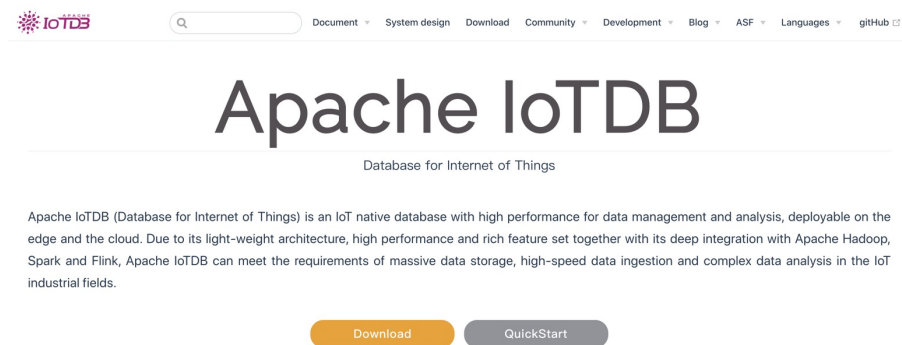 APACHE
IoTDB
Document System design Download Community Development Blog ASF Languages gitHub
Apache IoTDB
Database for Internet of Things
Apache IoTDB (Database for Internet of Things) is an IoT native database with high performance for data management and analysis, deployable on the
edge and the cloud. Due to its light-weight architecture, high performance and rich feature set together with its deep integration with Apache Hadoop,
Spark and Flink, Apache IoTDB can meet the requirements of massive data storage, high-speed data ingestion and complex data analysis in the IoT
industrial fields.
Download QuickStart